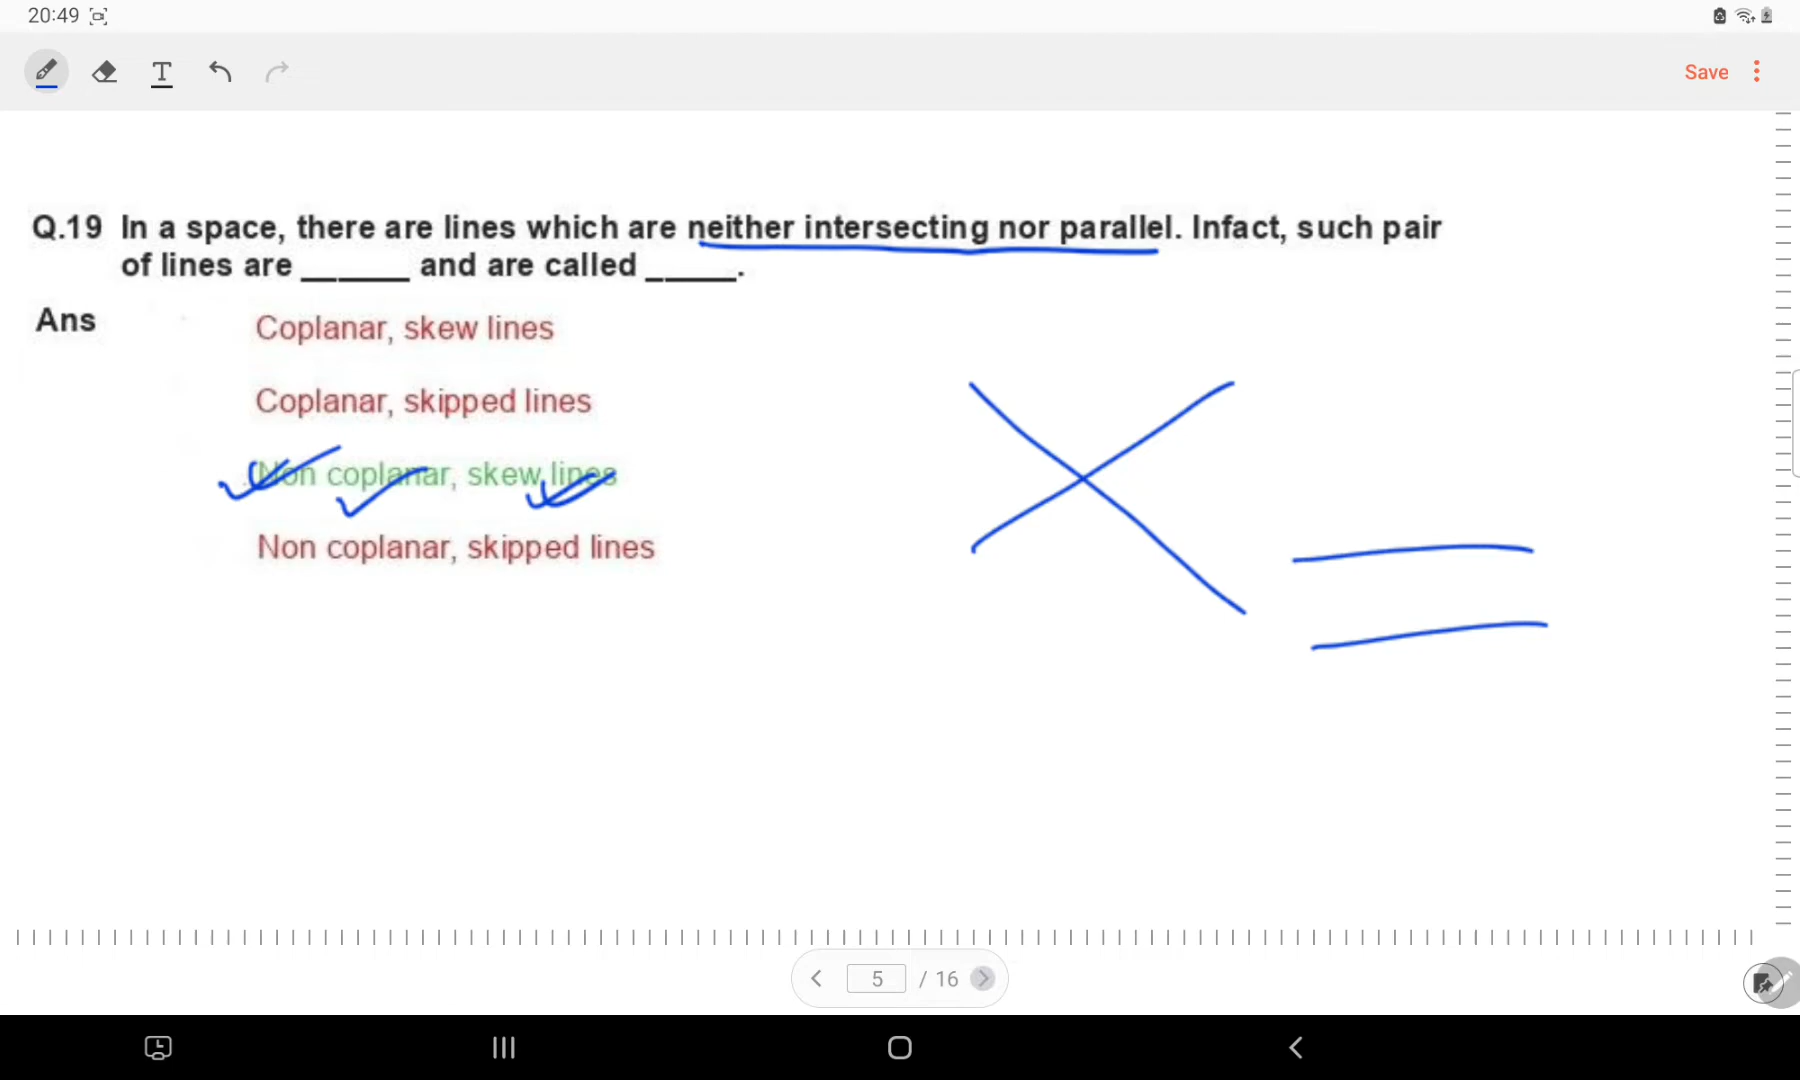 20:49
Save
Q.19 In a space, there are lines which are neither intersecting nor parallel. Infact, such pair
of lines are ______ and are called _____.
Ans
Coplanar, skew lines
Coplanar, skipped lines
Non coplanar, skew lines
Non coplanar, skipped lines
5 / 16